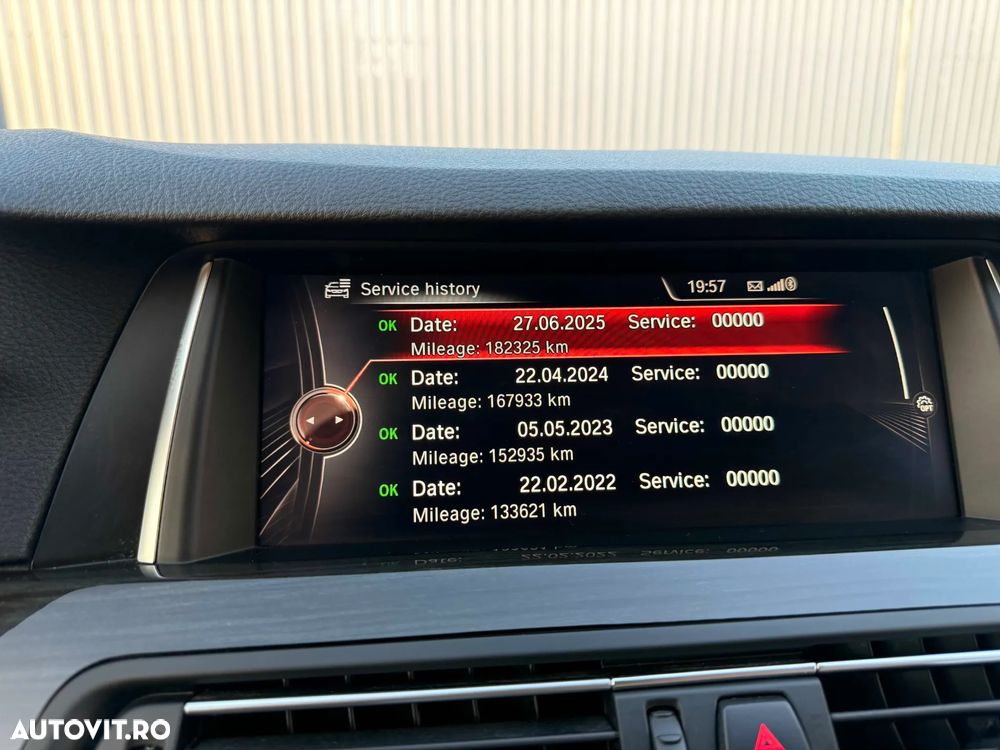 Service history 19:57
OK Date: 27.06.2025 Service: 00000
Mileage: 182325 km
OK Date: 22.04.2024 Service: 00000
Mileage: 167933 km
OK Date: 05.05.2023 Service: 00000
Mileage: 152935 km
OK Date: 22.02.2022 Service: 00000
Mileage: 133621 km
OPT
AUTOVIT.RO